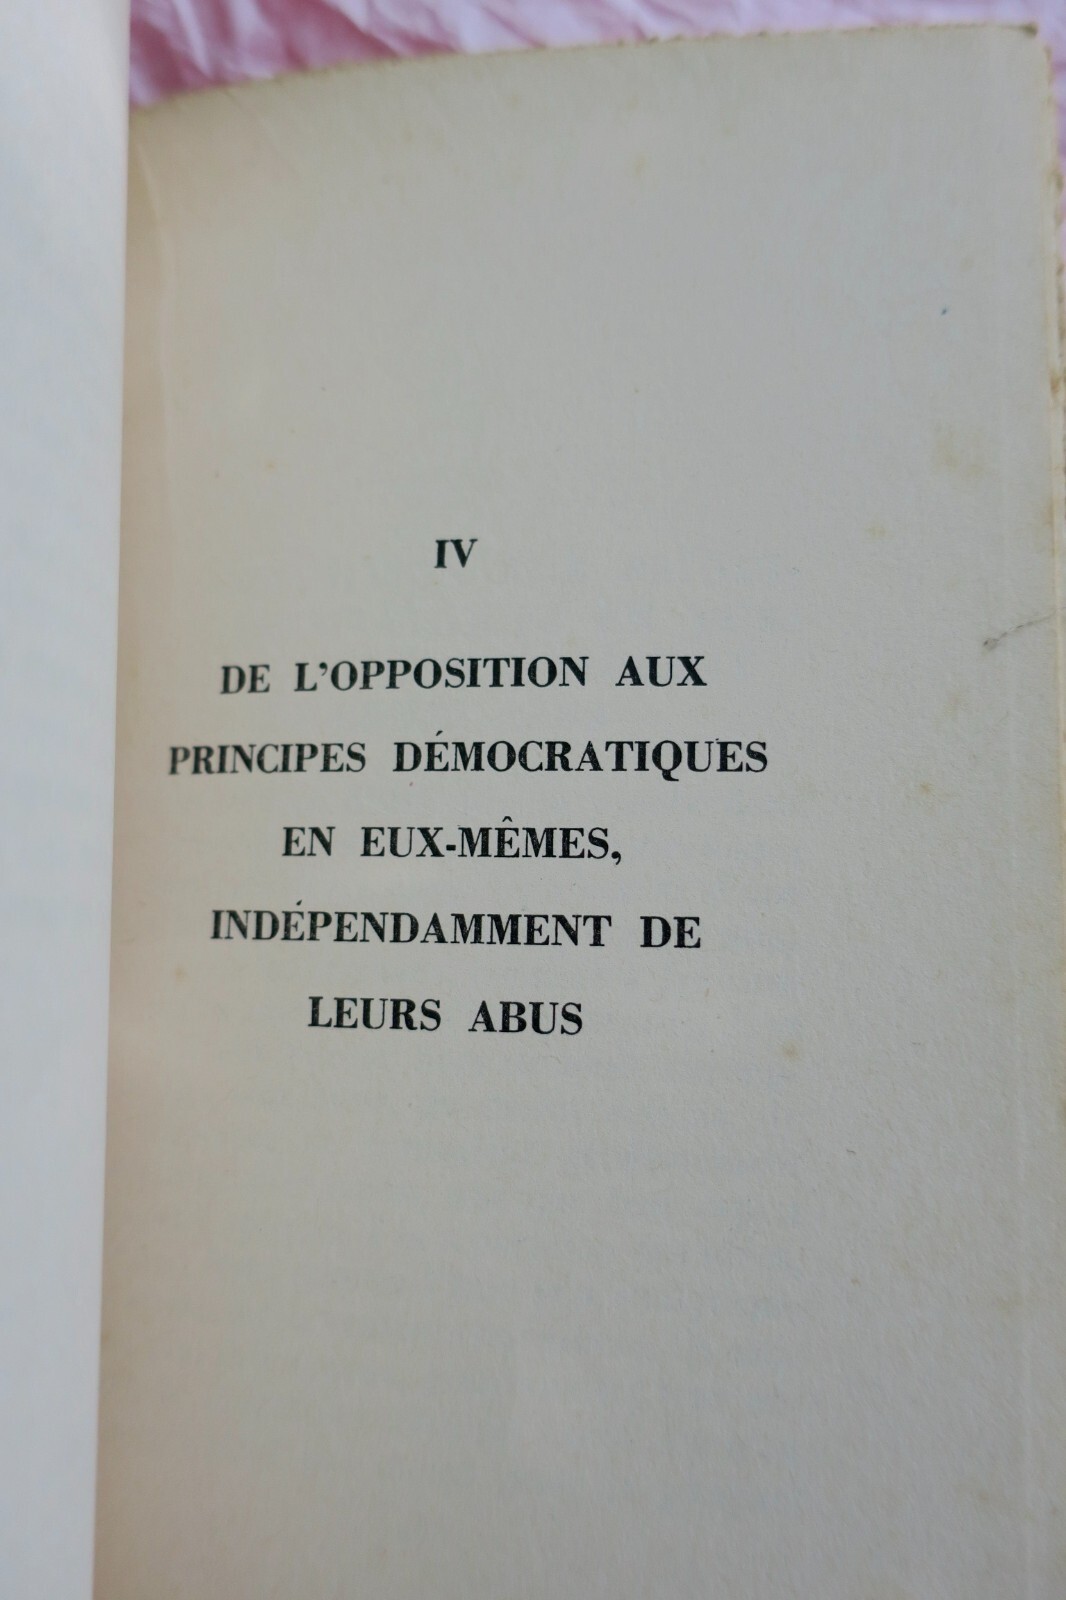 IV
DE L'OPPOSITION AUX
PRINCIPES DÉMOCRATIQUES
EN EUX-MÊMES,
INDÉPENDAMMENT DE
LEURS ABUS